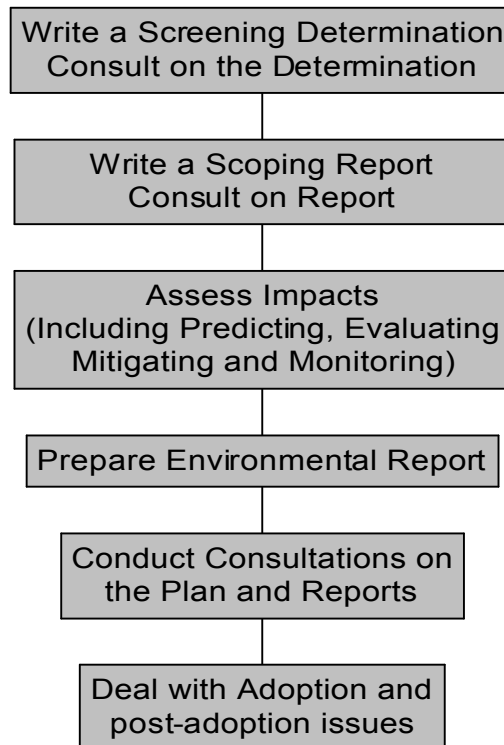 Write a Screening Determination
Consult on the Determination
Write a Scoping Report
Consult on Report
Assess Impacts
(Including Predicting, Evaluating
Mitigating and Monitoring)
Prepare Environmental Report
Conduct Consultations on
the Plan and Reports
Deal with Adoption and
post-adoption issues